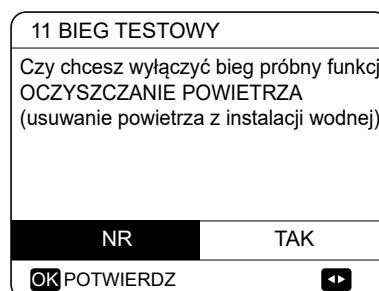 11 BIEG TESTOWY
Czy chcesz wyłączyć bieg próbny funkcj
OCZYSZCZANIE POWIETRZA
(usuwanie powietrza z instalacji wodnej)
NR TAK
OK POTWIERDZ